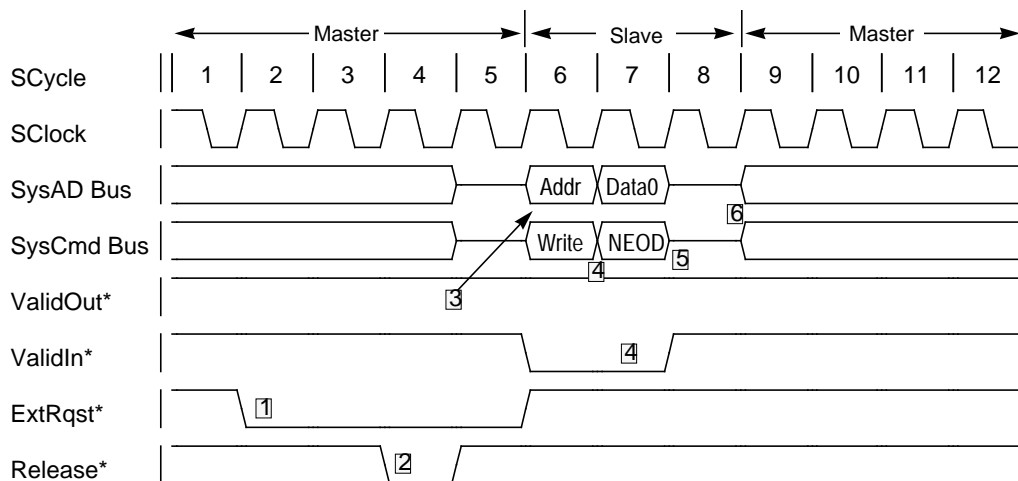 Master Slave Master
SCycle 1 2 3 4 5 6 7 8 9 10 11 12
SClock
SysAD Bus Addr Data0
6
SysCmd Bus Write NEOD 5
4
ValidOut* 3
ValidIn* 4
ExtRqst* 1
Release* 2